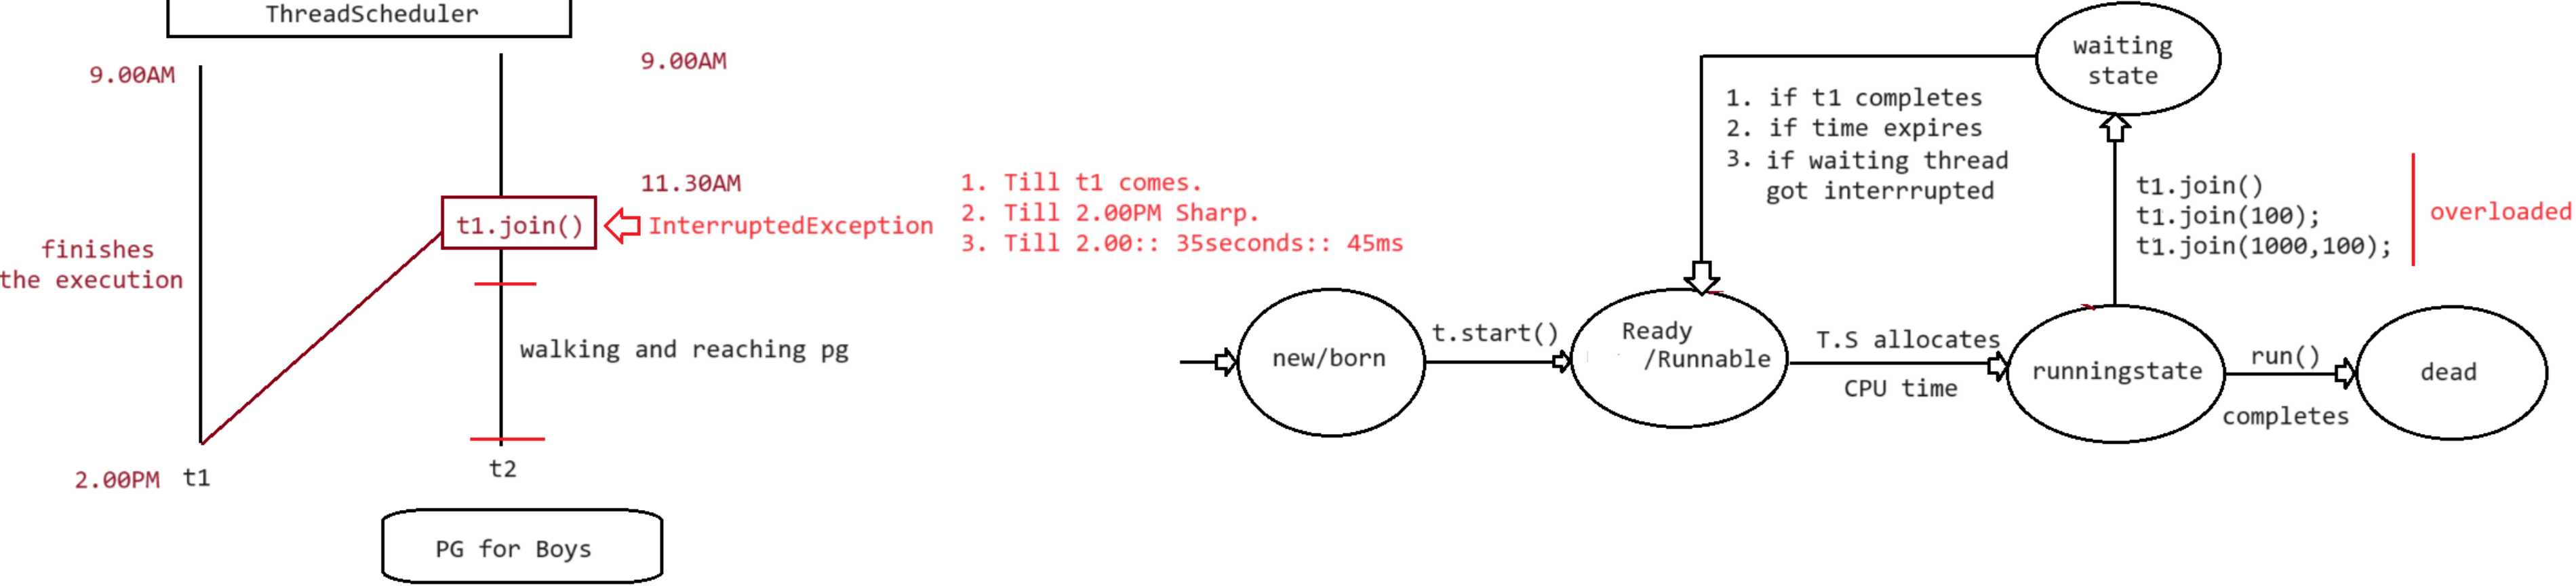 ThreadScheduler
9.00AM
9.00AM
11.30AM
t1.join()
InterruptedException
1. Till t1 comes.
2. Till 2.00PM Sharp.
3. Till 2.00:: 35seconds:: 45ms
finishes
the execution
walking and reaching pg
2.00PM
t1
t2
PG for Boys
waiting
state
1. if t1 completes
2. if time expires
3. if waiting thread
got interrrupted
t1.join()
t1.join(100);
t1.join(1000,100);
overloaded
new/born
t.start()
Ready
/Runnable
T.S allocates
CPU time
runningstate
run()
completes
dead